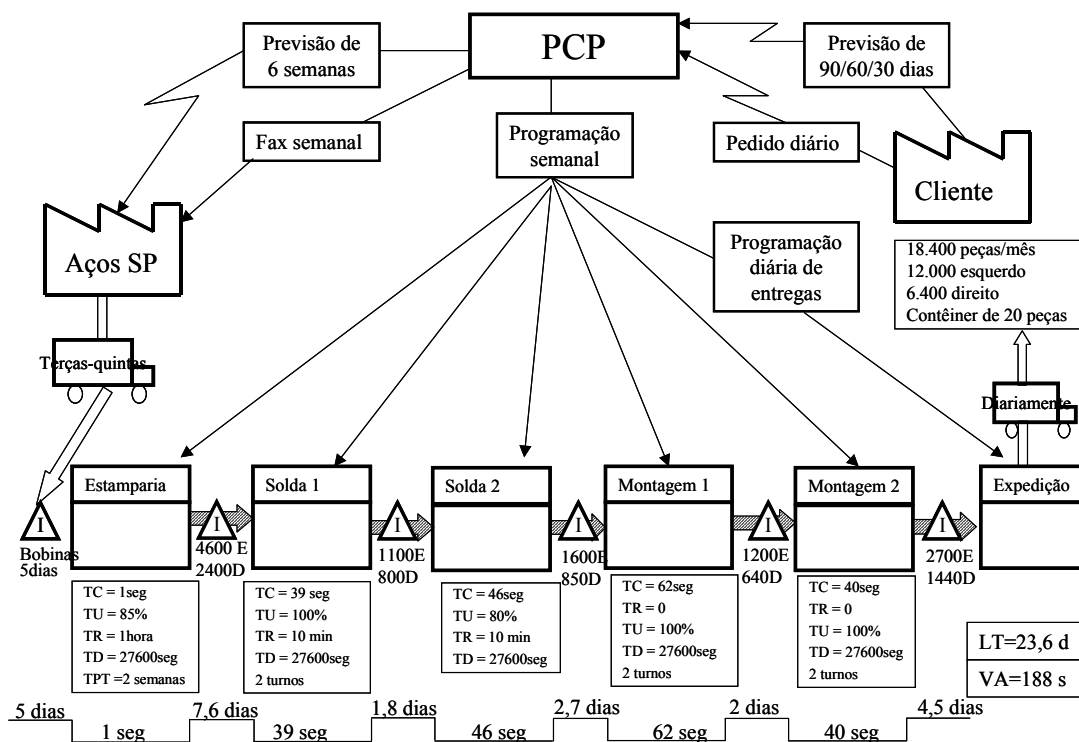 Previsão de
6 semanas
PCP
Previsão de
90/60/30 dias
Fax semanal
Programação
semanal
Pedido diário
Cliente
Aços SP
Programação
diária de
entregas
18.400 peças/mês
12.000 esquerdo
6.400 direito
Contêiner de 20 peças
Terças-quintas
Diariamente
Estamparia
Solda 1
Solda 2
Montagem 1
Montagem 2
Expedição
I
Bobinas
5dias
I
4600 E
2400D
I
1100E
800D
I
1600E
850D
I
1200E
640D
I
2700E
1440D
TC = 1seg
TU = 85%
TR = 1hora
TD = 27600seg
TPT =2 semanas
TC = 39 seg
TU = 100%
TR = 10 min
TD = 27600seg
2 turnos
TC = 46seg
TU = 80%
TR = 10 min
TD = 27600seg
TC = 62seg
TR = 0
TU = 100%
TD = 27600seg
2 turnos
TC = 40seg
TR = 0
TU = 100%
TD = 27600seg
2 turnos
LT=23,6 d
VA=188 s
5 dias
7,6 dias
1,8 dias
2,7 dias
2 dias
4,5 dias
1 seg
39 seg
46 seg
62 seg
40 seg